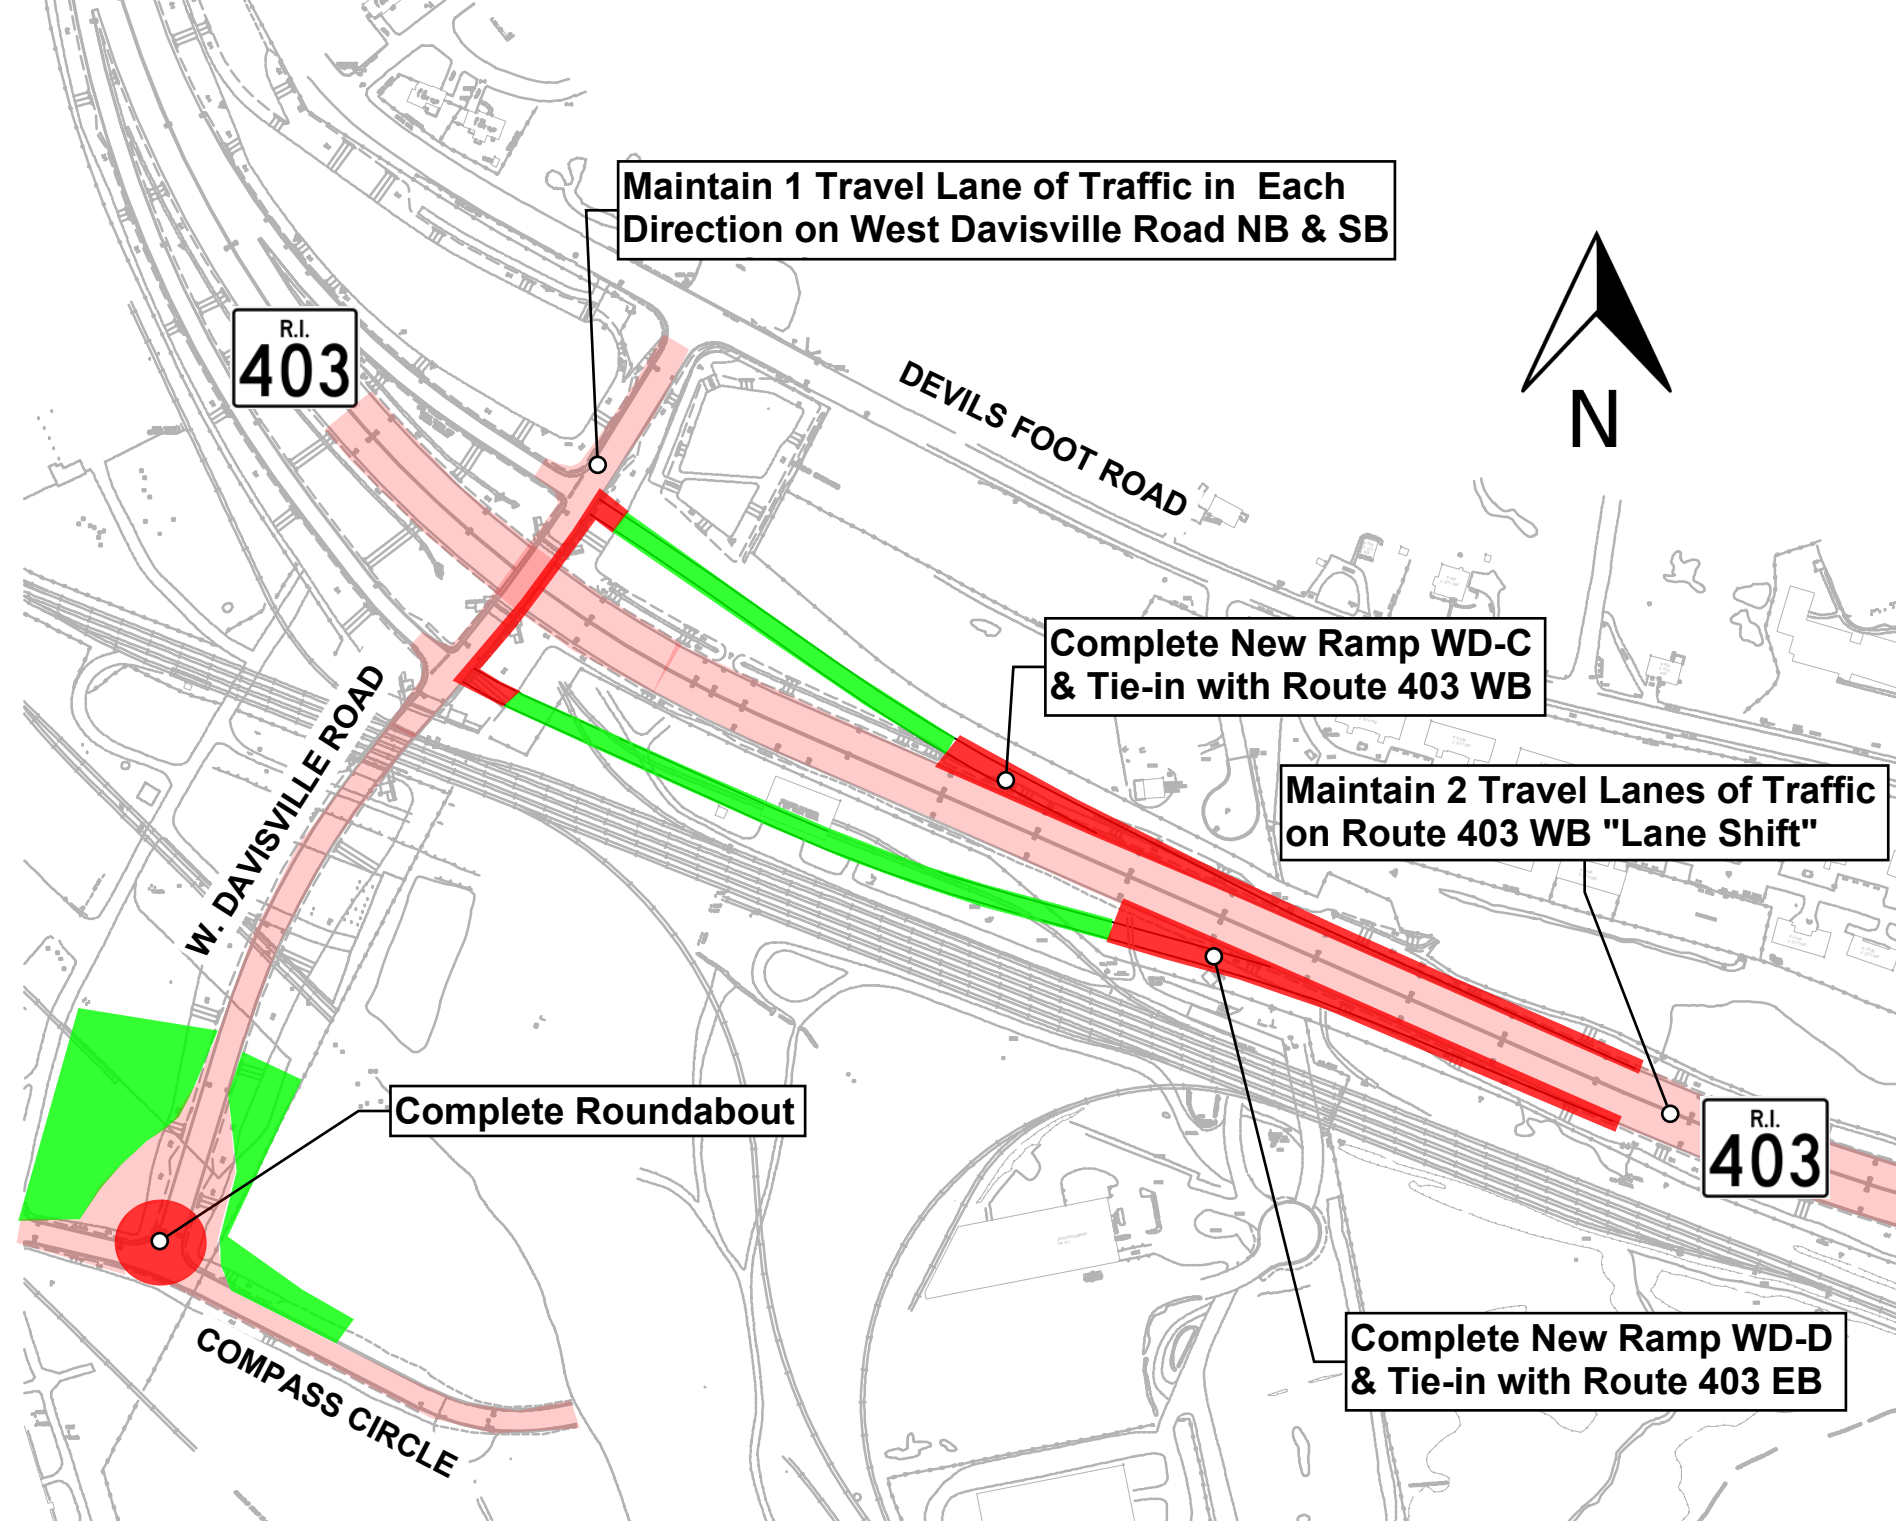 Maintain 1 Travel Lane of Traffic in Each
Direction on West Davisville Road NB & SB
R.I.
403
DEVILS FOOT ROAD
N
Complete New Ramp WD-C
& Tie-in with Route 403 WB
Maintain 2 Travel Lanes of Traffic
on Route 403 WB "Lane Shift"
W. DAVISVILLE ROAD
Complete Roundabout
R.I.
403
COMPASS CIRCLE
Complete New Ramp WD-D
& Tie-in with Route 403 EB